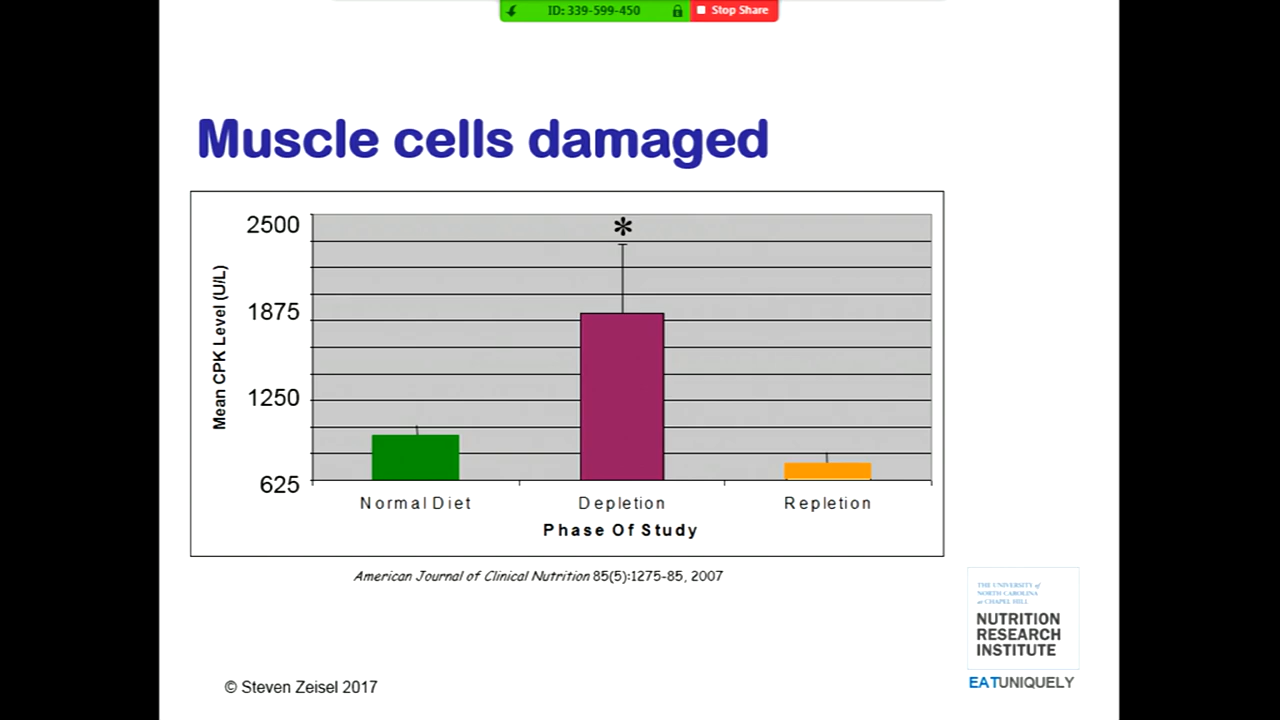 ID: 339-599-450 Stop Share
Muscle cells damaged
2500
*
1875
1250
625
Mean CPK Level (U/L)
Normal Diet Depletion Repletion
Phase Of Study
American Journal of Clinical Nutrition 85(5):1275-85, 2007
THE UNIVERSITY of
NORTH CAROLINA
at CHAPEL HILL
NUTRITION
RESEARCH
INSTITUTE
EATUNIQUELY
© Steven Zeisel 2017